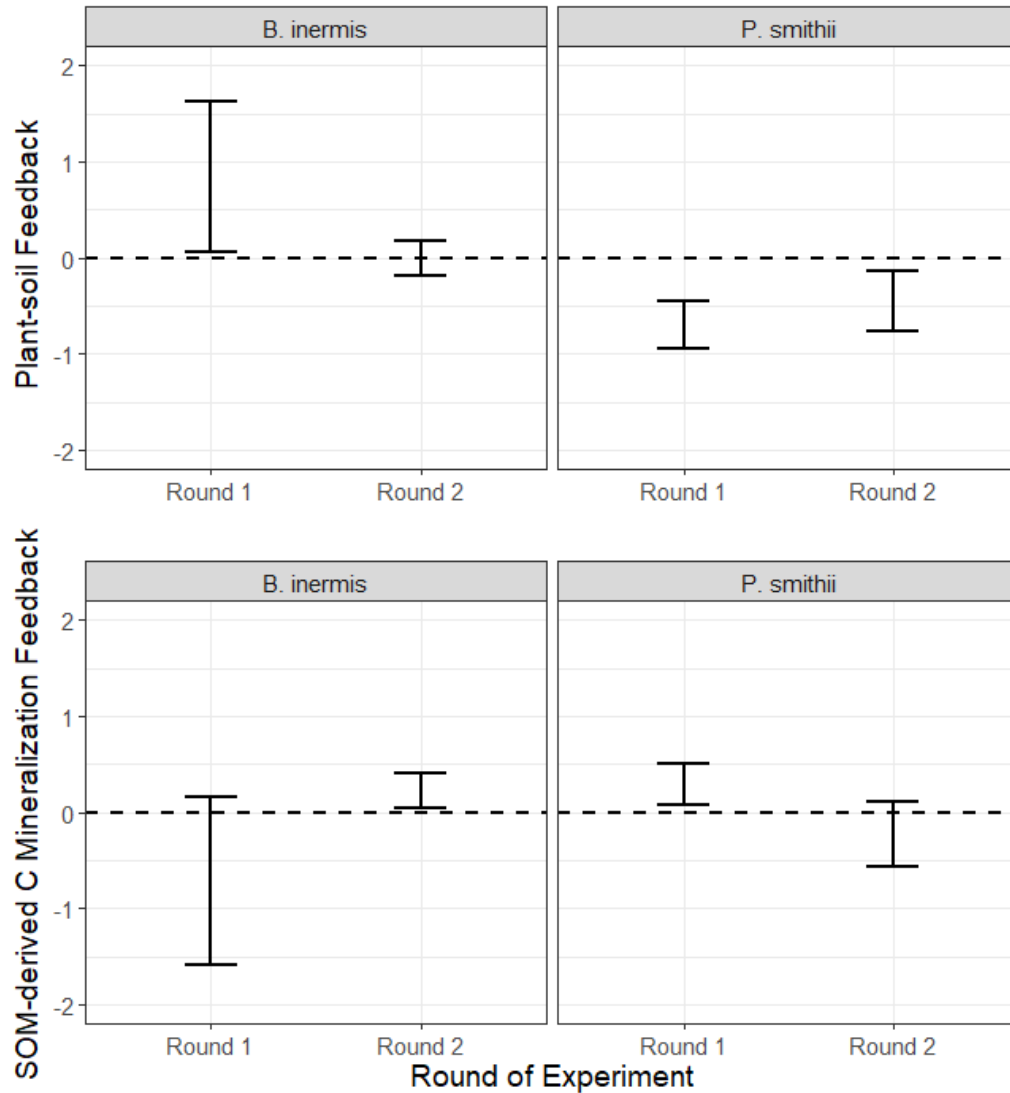 B. inermis
P. smithii
Plant-soil Feedback
2
1
0
-1
-2
Round 1
Round 2
Round 1
Round 2
B. inermis
P. smithii
SOM-derived C Mineralization Feedback
2
1
0
-1
-2
Round 1
Round 2
Round 1
Round 2
Round of Experiment